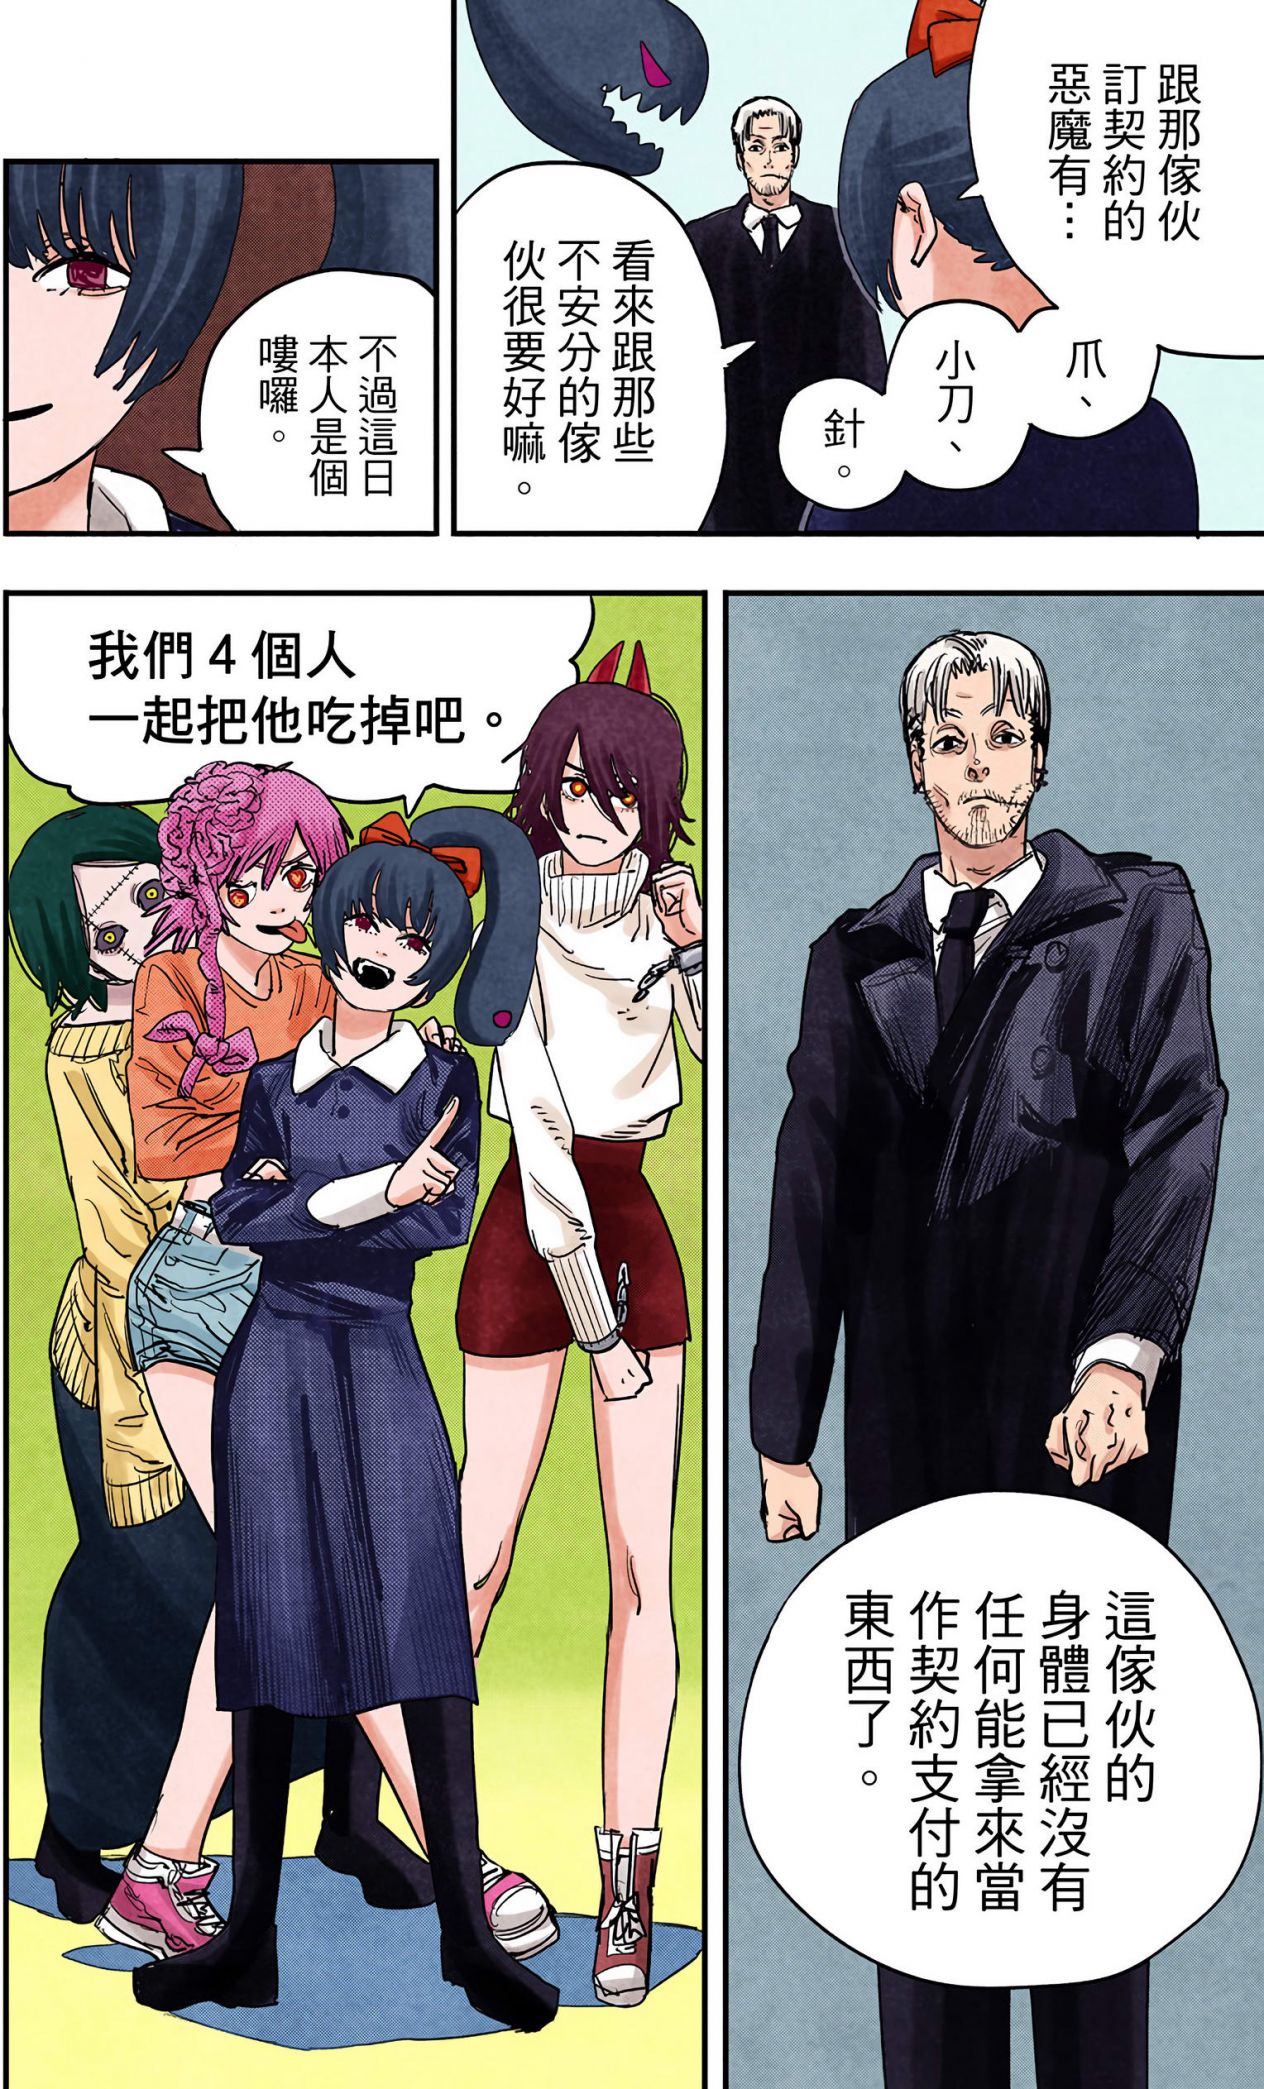 跟那傢伙
訂契約的
惡魔有…
爪、
小刀、
針。
看來跟那些
不安分的傢
伙很要好嘛。
不過這日
本人是個
嘍囉。
這傢伙的
身體已經沒有
任何能拿來當
作契約支付的
東西了。
我們4個人
一起把他吃掉吧。